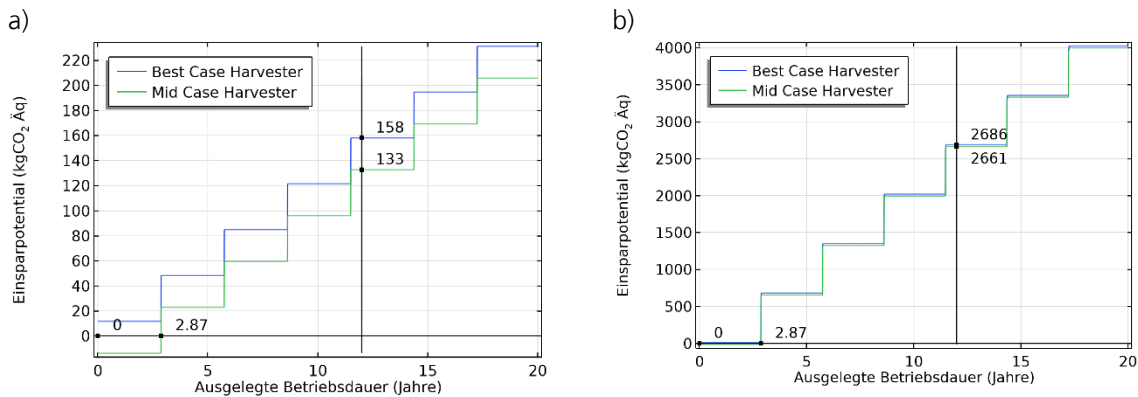 a)
Einsparpotential (kgCO₂ Äq)
220
200
180
160
140
120
100
80
60
40
20
0
Best Case Harvester
Mid Case Harvester
158
133
0
2.87
0 5 10 15 20
Ausgelegte Betriebsdauer (Jahre)
b)
Einsparpotential (kgCO₂ Äq)
4000
3500
3000
2500
2000
1500
1000
500
0
Best Case Harvester
Mid Case Harvester
2686
2661
0
2.87
0 5 10 15 20
Ausgelegte Betriebsdauer (Jahre)